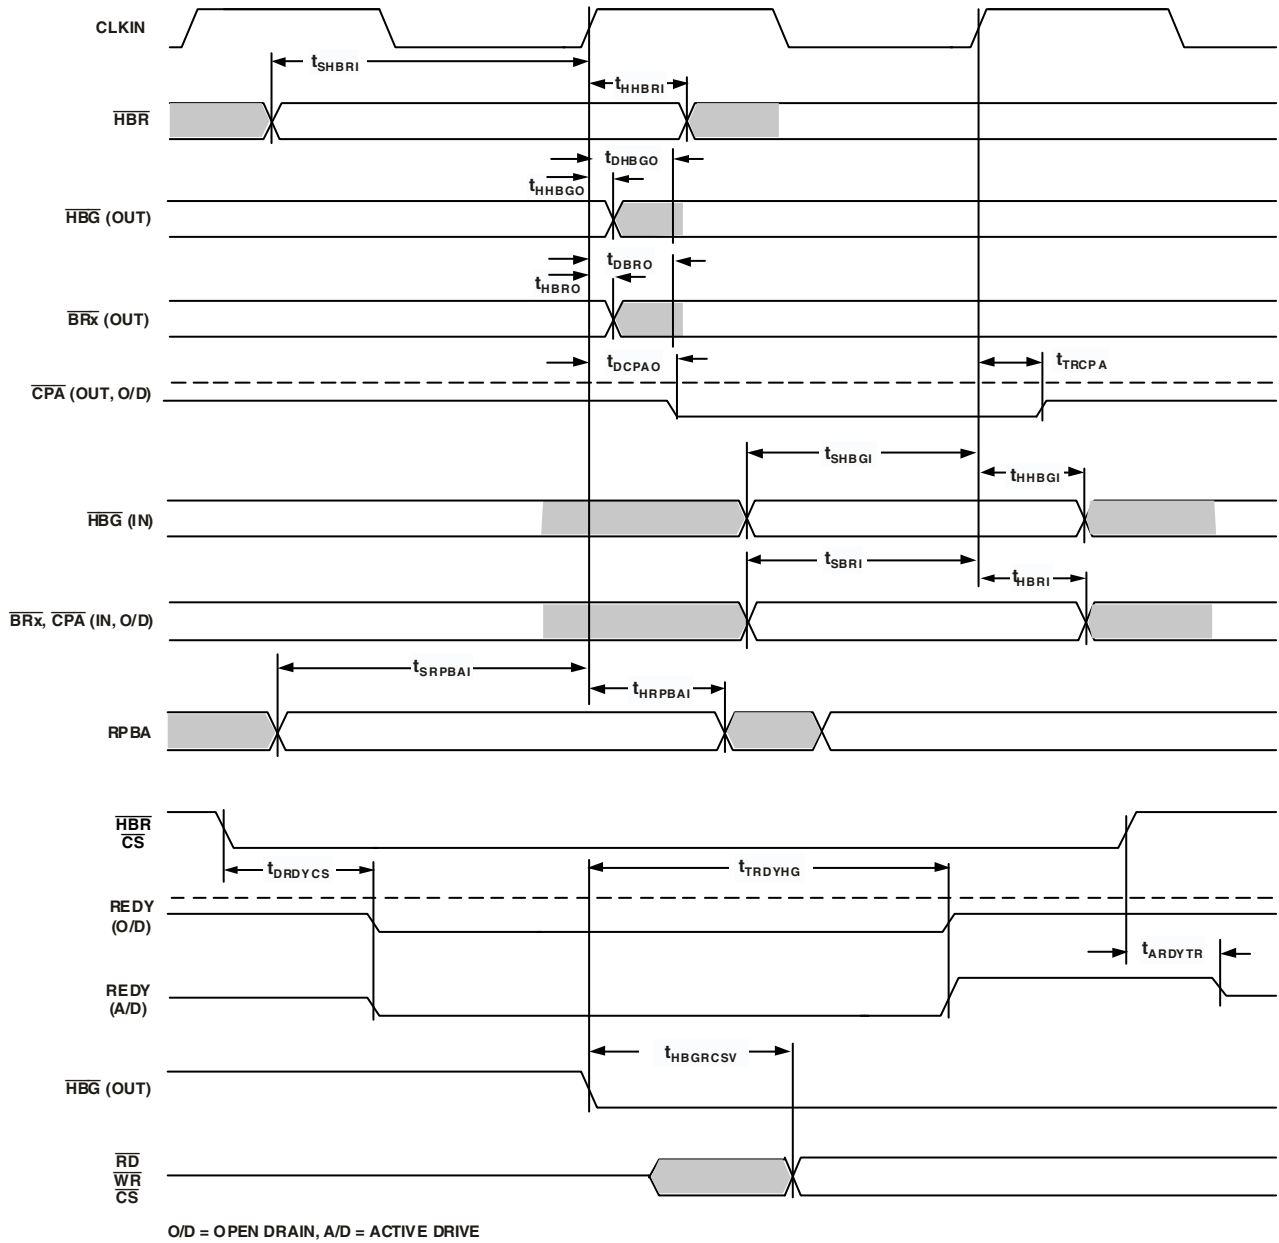 CLKIN
tSHBRI
tHHBRI
HBR
tDHBGO
tHHBGO
HBG (OUT)
tDBRO
tHBRO
BRx (OUT)
tDCPAO
tTRCPA
CPA (OUT, O/D)
tSHBGI
tHHBGI
HBG (IN)
tSBRI
tHBRI
BRx, CPA (IN, O/D)
tSRPBAI
tHRPBAI
RPBA
HBR
CS
tDRDYCS
tTRDYHG
REDY
(O/D)
tARDYTR
REDY
(A/D)
tHBGRCSV
HBG (OUT)
RD
WR
CS
O/D = OPEN DRAIN, A/D = ACTIVE DRIVE